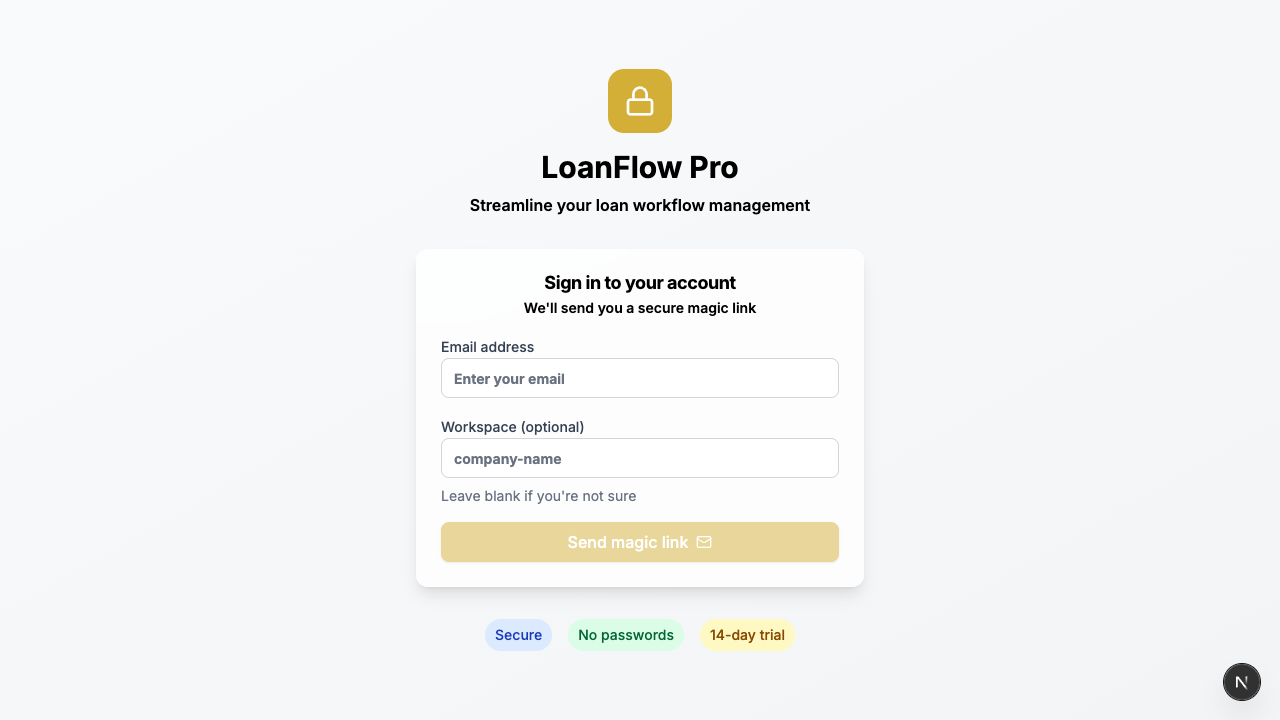 LoanFlow Pro
Streamline your loan workflow management
Sign in to your account
We'll send you a secure magic link
Email address
Enter your email
Workspace (optional)
company-name
Leave blank if you're not sure
Send magic link
Secure No passwords 14-day trial
N